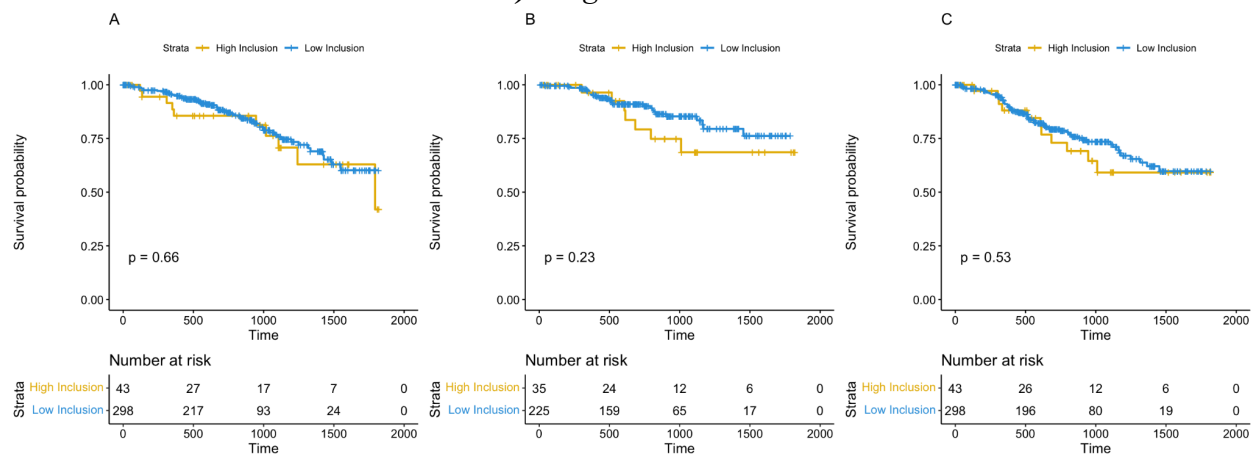 A
Strata High Inclusion Low Inclusion
Survival probability
1.00
0.75
0.50
0.25
0.00
p = 0.66
0 500 1000 1500 2000
Time
Number at risk
Strata
High Inclusion 43 27 17 7 0
Low Inclusion 298 217 93 24 0
0 500 1000 1500 2000
Time
B
Strata High Inclusion Low Inclusion
Survival probability
1.00
0.75
0.50
0.25
0.00
p = 0.23
0 500 1000 1500 2000
Time
Number at risk
Strata
High Inclusion 35 24 12 6 0
Low Inclusion 225 159 65 17 0
0 500 1000 1500 2000
Time
C
Strata High Inclusion Low Inclusion
Survival probability
1.00
0.75
0.50
0.25
0.00
p = 0.53
0 500 1000 1500 2000
Time
Number at risk
Strata
High Inclusion 43 26 12 6 0
Low Inclusion 298 196 80 19 0
0 500 1000 1500 2000
Time